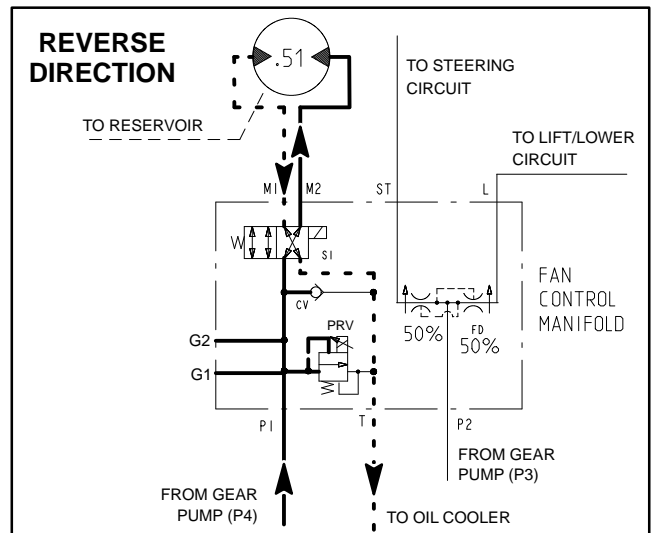 REVERSE
DIRECTION
.51
TO STEERING
CIRCUIT
TO RESERVOIR
TO LIFT/LOWER
CIRCUIT
M1 M2 ST L
S1
CV
PRV
FAN
CONTROL
MANIFOLD
G2
G1
50% FD 50%
P1 T P2
FROM GEAR
PUMP (P3)
FROM GEAR
PUMP (P4)
TO OIL COOLER